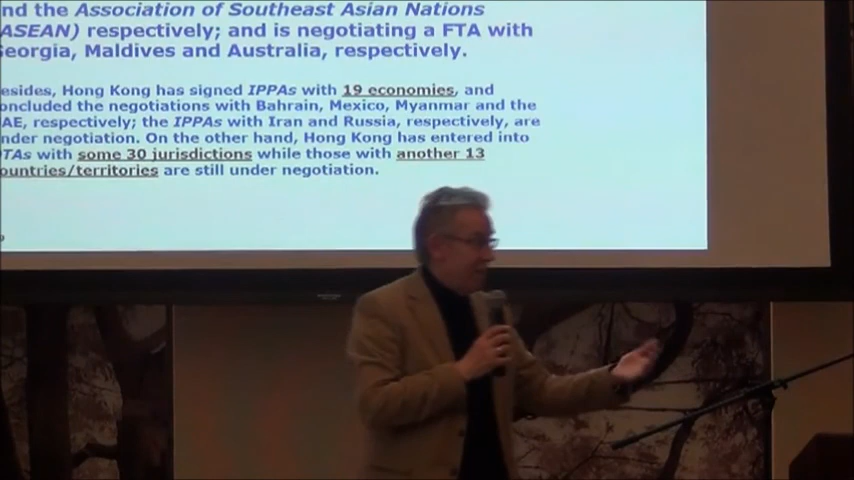 nd the Association of Southeast Asian Nations
ASEAN) respectively; and is negotiating a FTA with
eorgia, Maldives and Australia, respectively.
esides, Hong Kong has signed IPPAs with 19 economies, and
oncluded the negotiations with Bahrain, Mexico, Myanmar and the
AE, respectively; the IPPAs with Iran and Russia, respectively, are
nder negotiation. On the other hand, Hong Kong has entered into
TAs with some 30 jurisdictions while those with another 13
ountries/territories are still under negotiation.